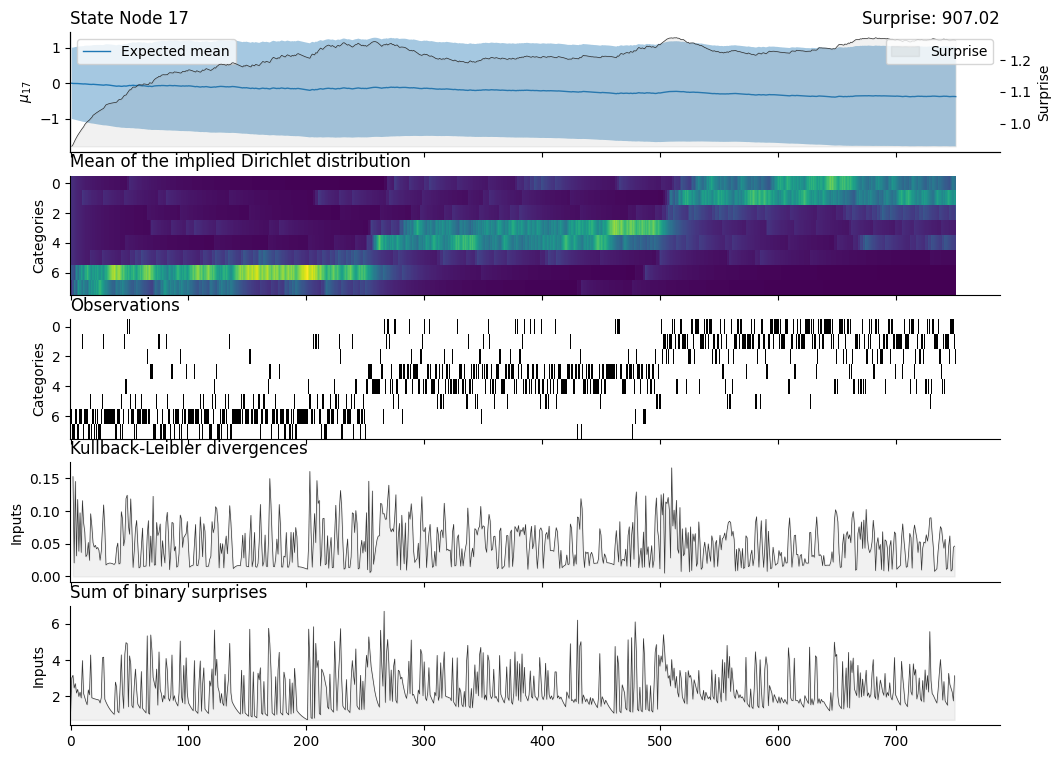 State Node 17
Surprise: 907.02
Expected mean
Surprise
1
0
−1
μ17
1.2
1.1
1.0
Surprise
Mean of the implied Dirichlet distribution
0
2
4
6
Categories
Observations
0
2
4
6
Categories
Kullback-Leibler divergences
0.15
0.10
0.05
0.00
Inputs
Sum of binary surprises
6
4
2
Inputs
0 100 200 300 400 500 600 700